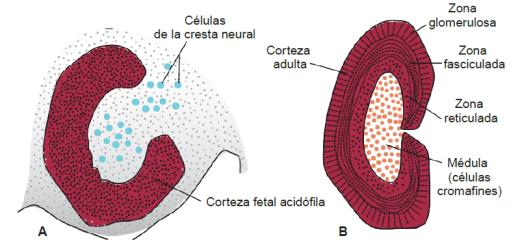 Células
de la cresta neural
Corteza fetal acidófila
A
Zona
glomerulosa
Corteza
adulta
Zona
fasciculada
Zona
reticulada
Médula
(células
cromafines)
B